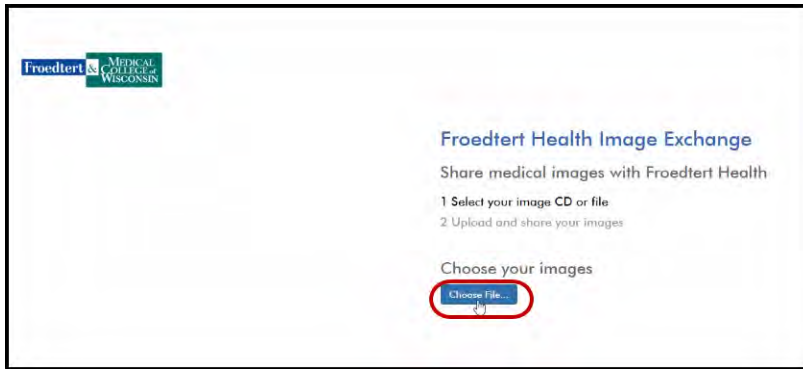 Froedtert & MEDICAL
COLLEGE of
WISCONSIN
Froedtert Health Image Exchange
Share medical images with Froedtert Health
1 Select your image CD or file
2 Upload and share your images
Choose your images
Choose File...